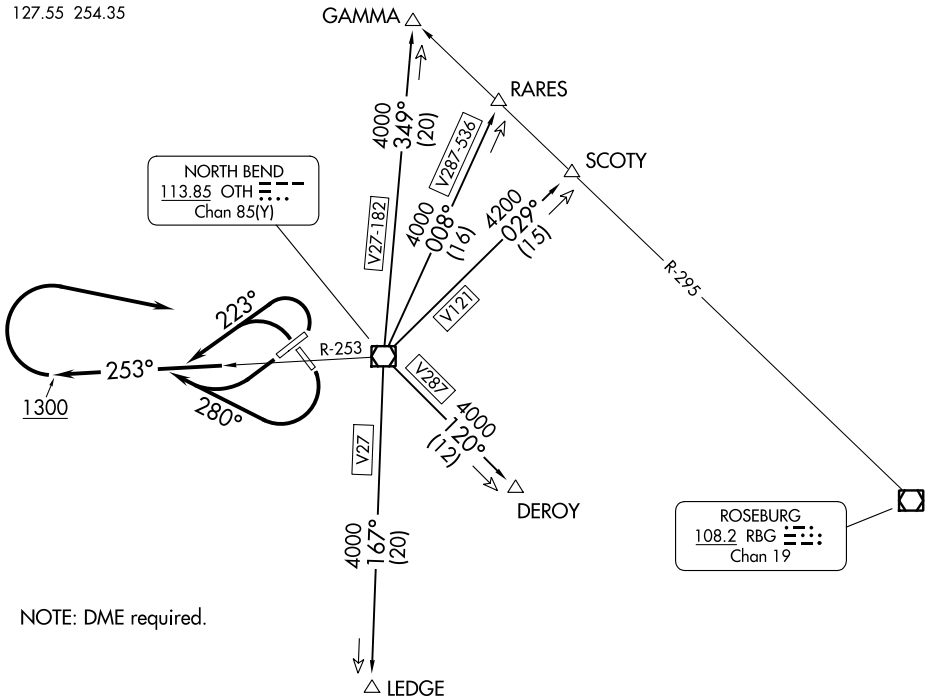 127.55 254.35
GAMMA
RARES
SCOTY
4000
349°
(20)
V27-182
V287-536
4000
008°
(16)
4200
029°
(15)
V121
NORTH BEND
113.85 OTH
Chan 85(Y)
R-295
223°
R-253
253°
1300
280°
V287
4000
120°
(12)
DEROY
V27
4000
167°
(20)
ROSEBURG
108.2 RBG
Chan 19
NOTE: DME required.
LEDGE